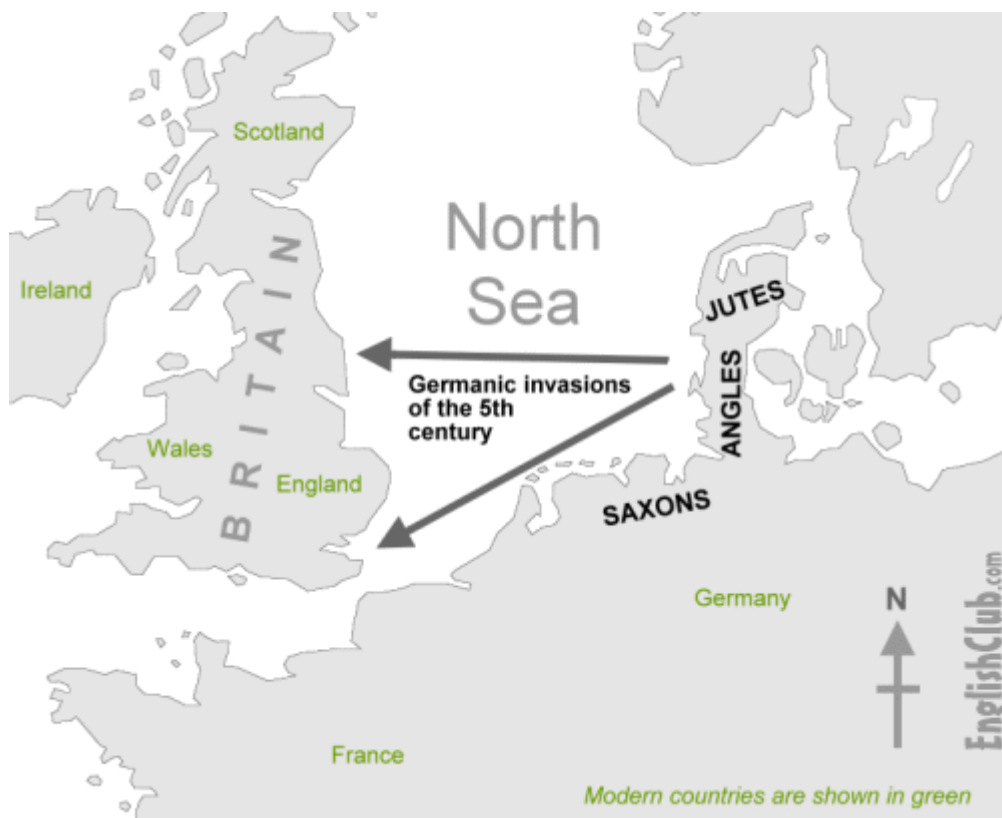 Scotland
North
Sea
Ireland
BRITAIN
JUTES
ANGLES
Germanic invasions
of the 5th
century
Wales
England
SAXONS
Germany
N
EnglishClub.com
France
Modern countries are shown in green